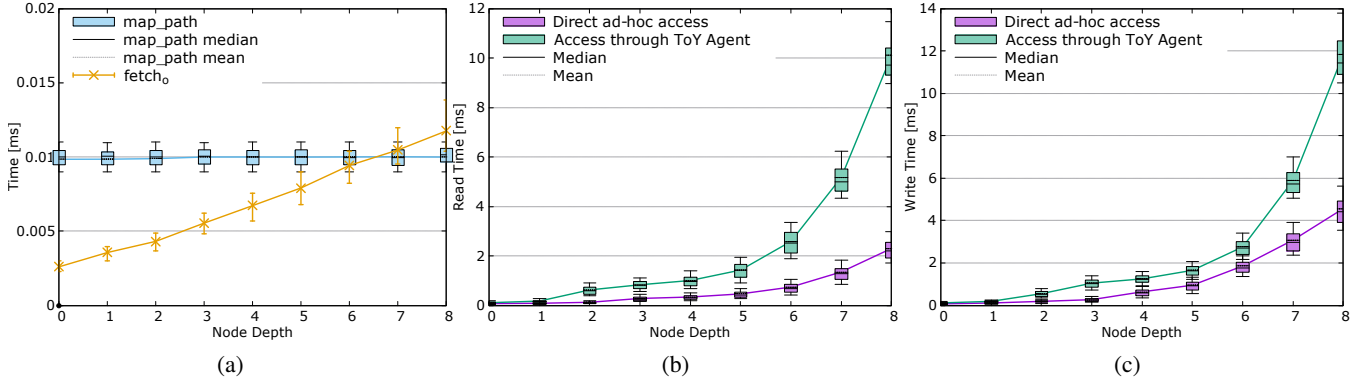 0.02
0.015
0.01
0.005
0
Time [ms]
map_path
map_path median
map_path mean
fetch₀
0 1 2 3 4 5 6 7 8
Node Depth
(a)
12
10
8
6
4
2
0
Read Time [ms]
Direct ad-hoc access
Access through ToY Agent
Median
Mean
0 1 2 3 4 5 6 7 8
Node Depth
(b)
14
12
10
8
6
4
2
0
Write Time [ms]
Direct ad-hoc access
Access through ToY Agent
Median
Mean
0 1 2 3 4 5 6 7 8
Node Depth
(c)